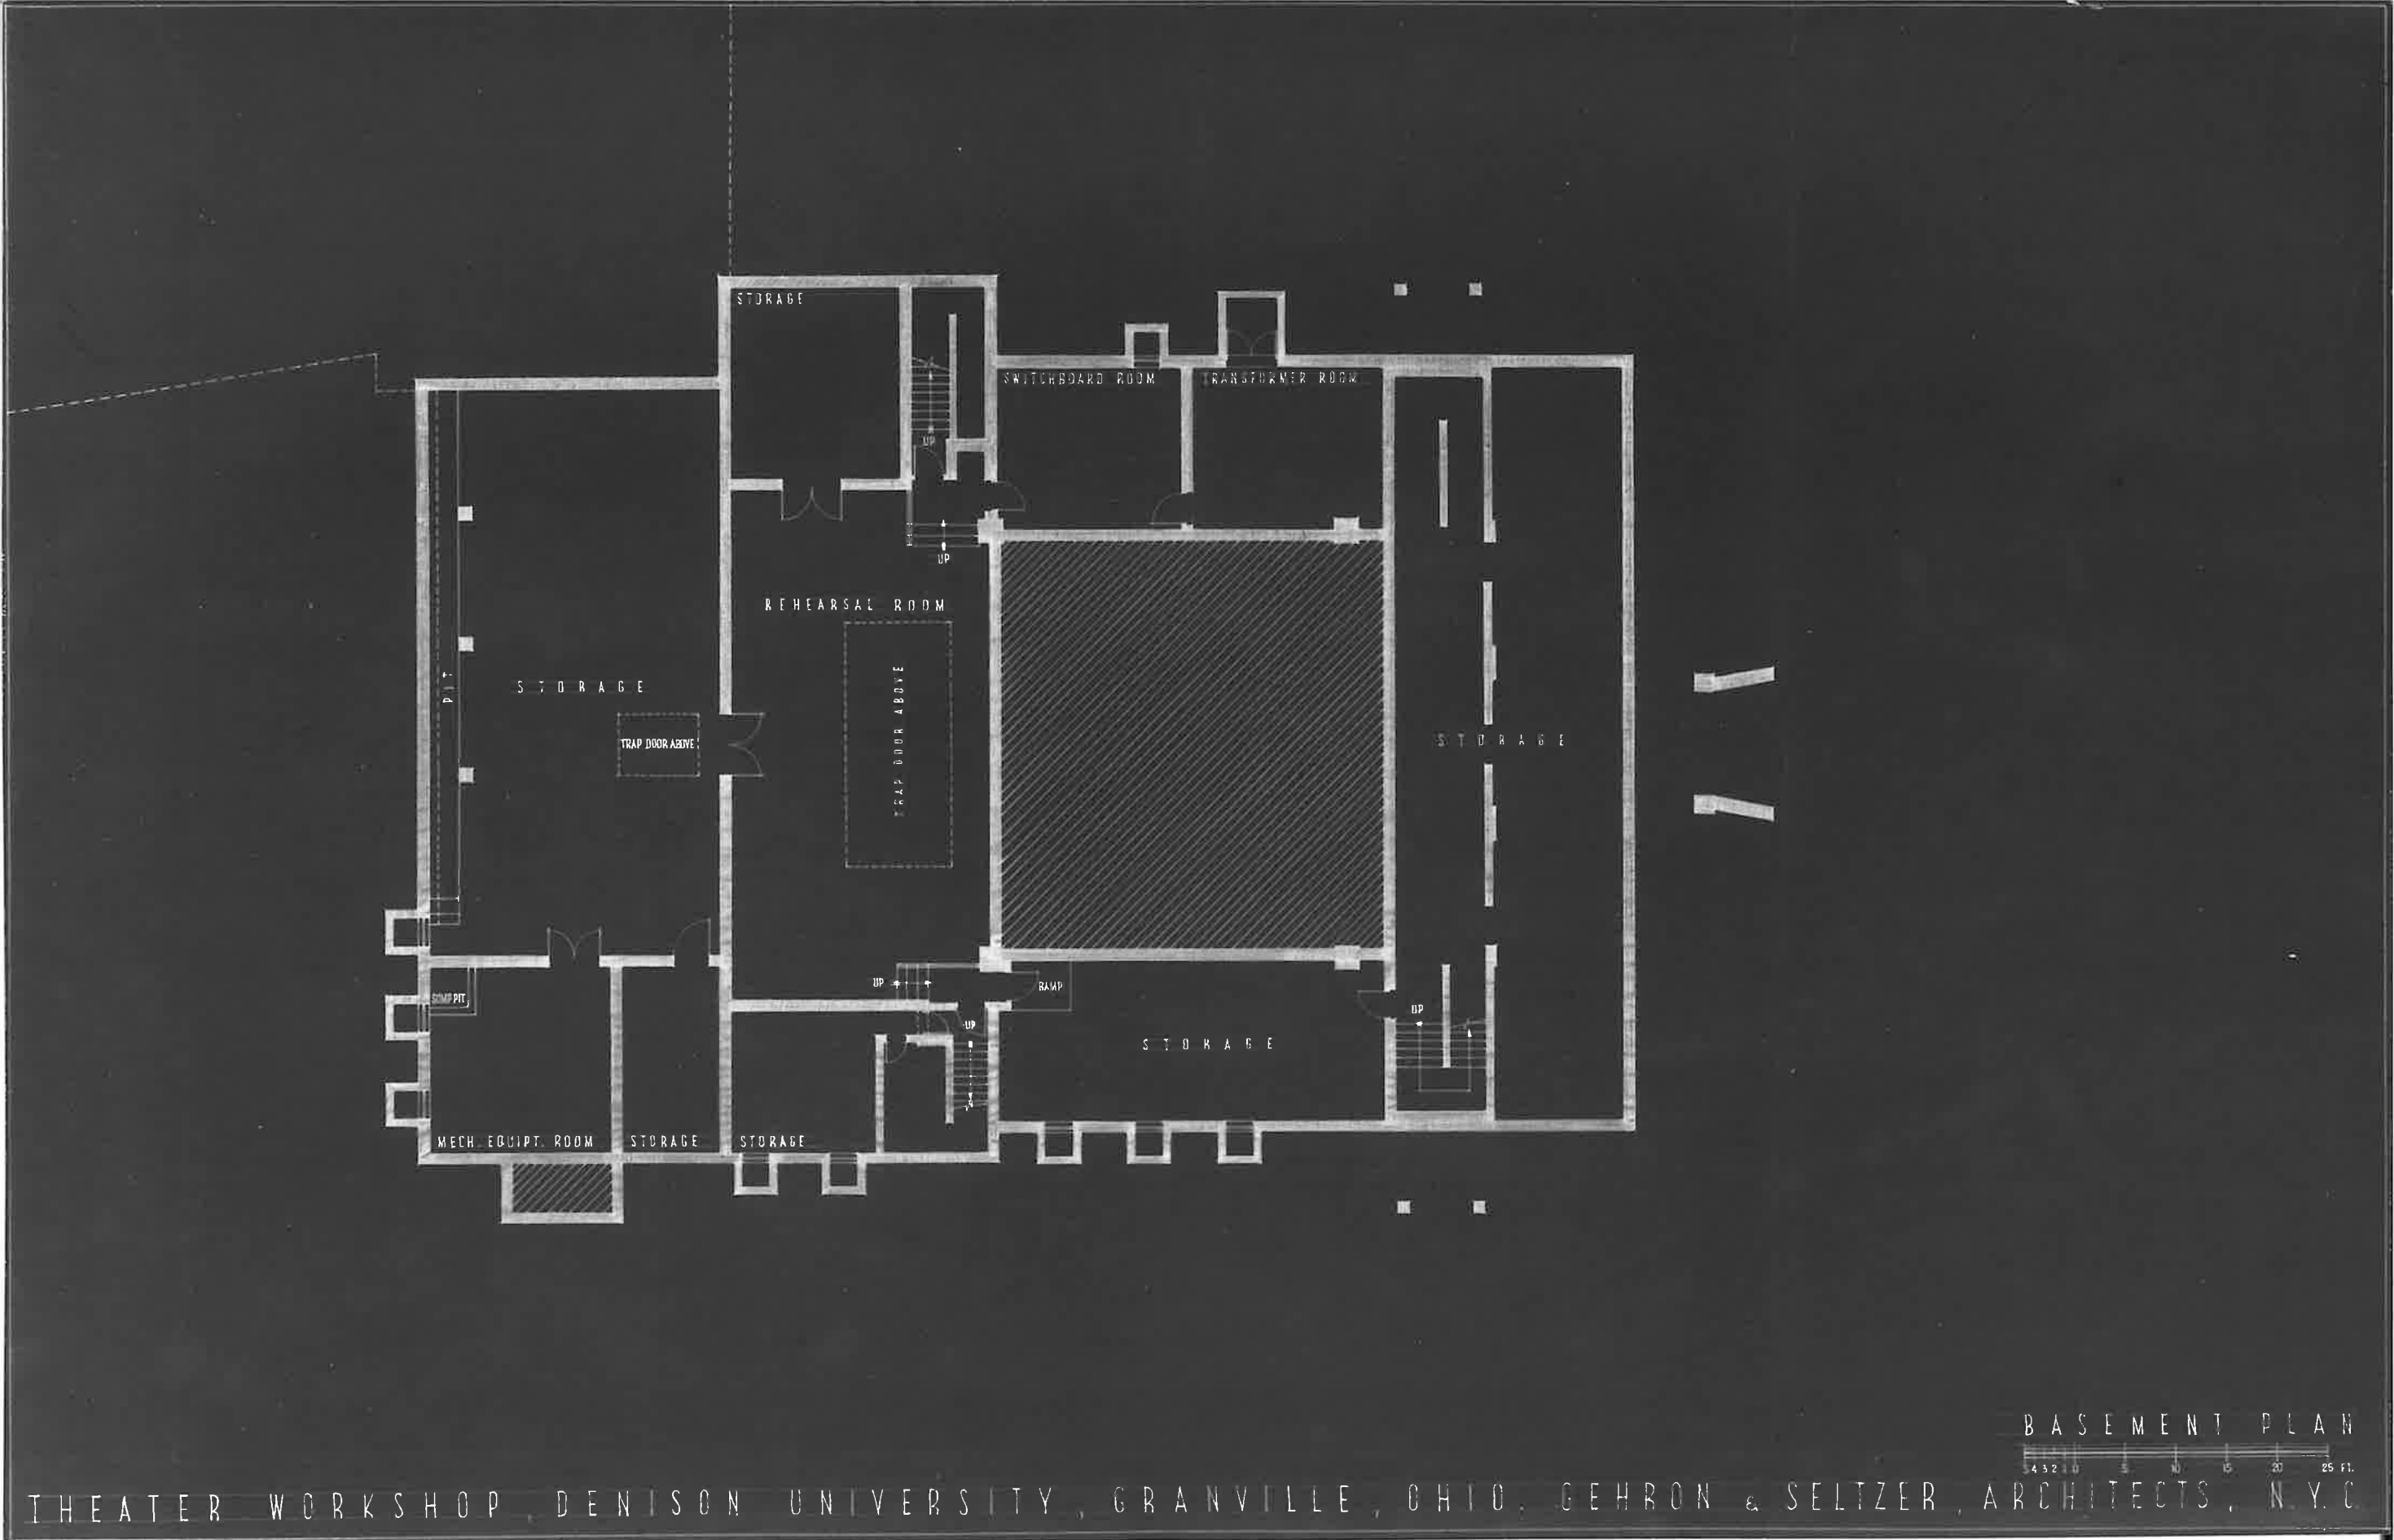 STORAGE
SWITCHBOARD ROOM
TRANSFORMER ROOM
UP
UP
REHEARSAL ROOM
PIT
STORAGE
TRAP DOOR ABOVE
TRAP DOOR ABOVE
STORAGE
UP
RAMP
SUMP PIT
UP
UP
STORAGE
MECH. EQUIPT. ROOM
STORAGE
STORAGE
BASEMENT PLAN
5 4 3 2 1 0 5 10 15 20 25 FT.
THEATER WORKSHOP, DENISON UNIVERSITY, GRANVILLE, OHIO. GEHRON & SELTZER, ARCHITECTS, N.Y.C.